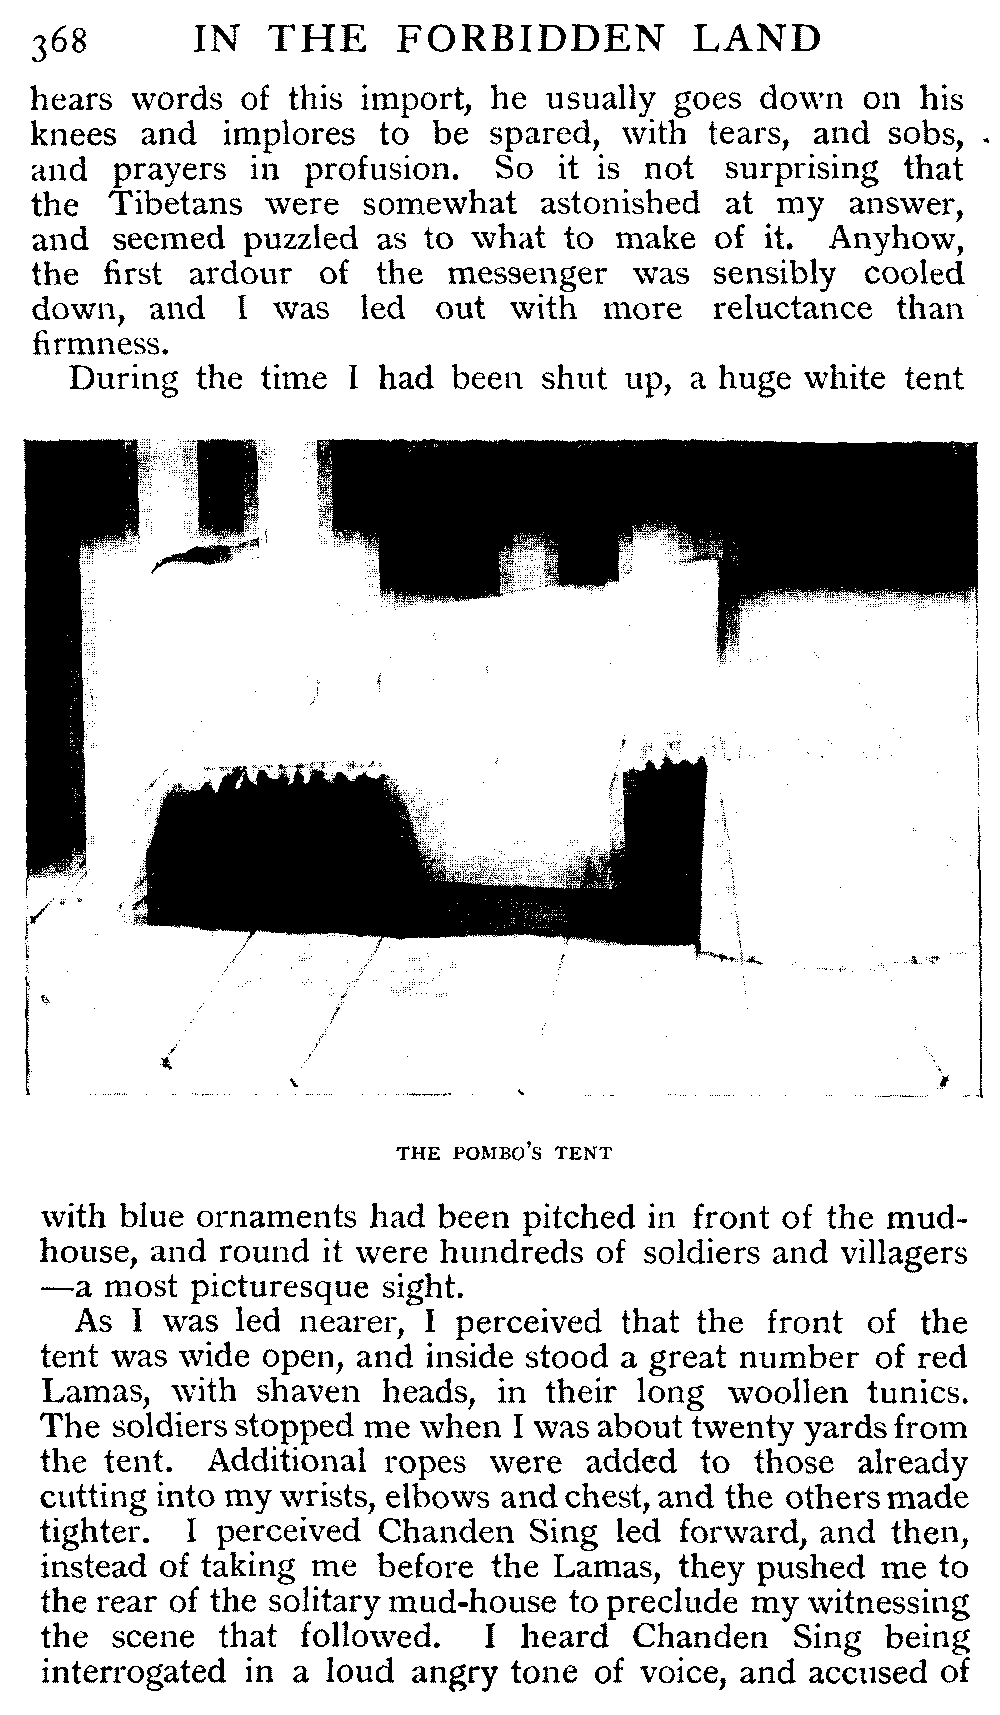 368 IN THE FORBIDDEN LAND
hears words of this import, he usually goes down on his
knees and implores to be spared, with tears, and sobs,
and prayers in profusion. So it is not surprising that
the Tibetans were somewhat astonished at my answer,
and seemed puzzled as to what to make of it. Anyhow,
the first ardour of the messenger was sensibly cooled
down, and I was led out with more reluctance than
firmness.
During the time I had been shut up, a huge white tent
THE POMBO'S TENT
with blue ornaments had been pitched in front of the mud-
house, and round it were hundreds of soldiers and villagers
—a most picturesque sight.
As I was led nearer, I perceived that the front of the
tent was wide open, and inside stood a great number of red
Lamas, with shaven heads, in their long woollen tunics.
The soldiers stopped me when I was about twenty yards from
the tent. Additional ropes were added to those already
cutting into my wrists, elbows and chest, and the others made
tighter. I perceived Chanden Sing led forward, and then,
instead of taking me before the Lamas, they pushed me to
the rear of the solitary mud-house to preclude my witnessing
the scene that followed. I heard Chanden Sing being
interrogated in a loud angry tone of voice, and accused of